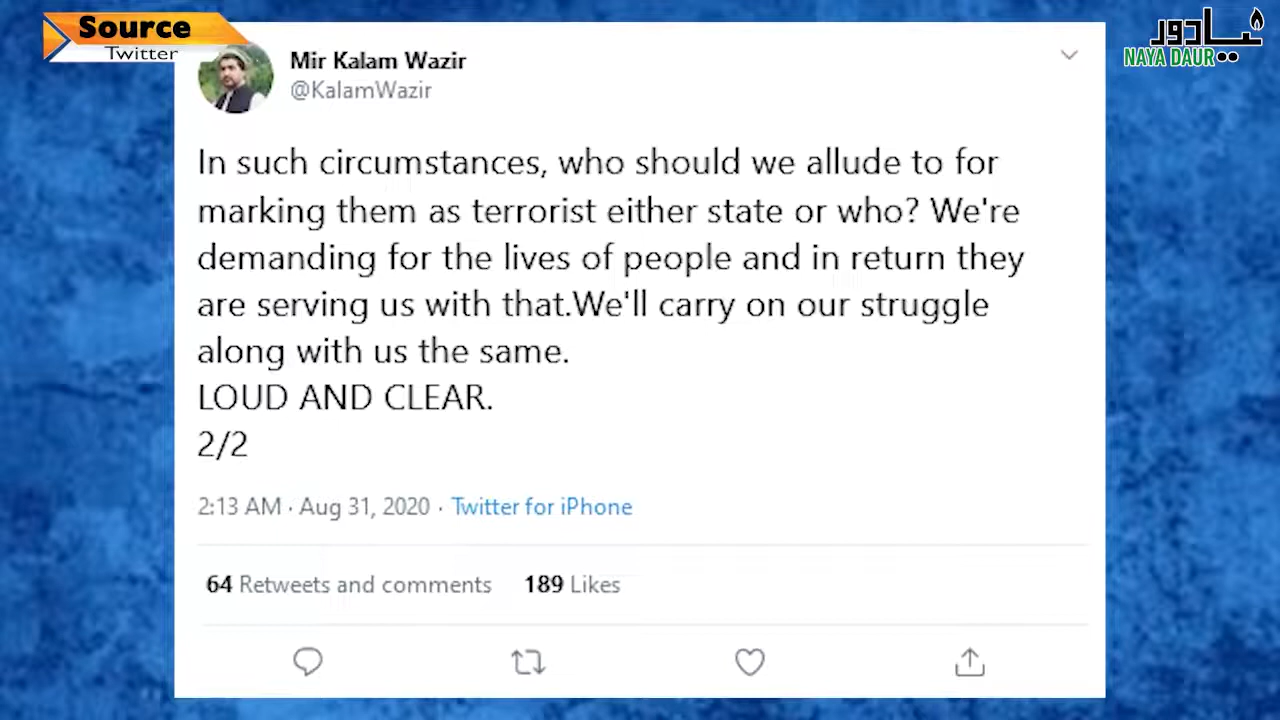 Source
Twitter
نیا دور
NAYA DAUR
Mir Kalam Wazir
@KalamWazir
In such circumstances, who should we allude to for
marking them as terrorist either state or who? We're
demanding for the lives of people and in return they
are serving us with that.We'll carry on our struggle
along with us the same.
LOUD AND CLEAR.
2/2
2:13 AM · Aug 31, 2020 · Twitter for iPhone
64 Retweets and comments 189 Likes